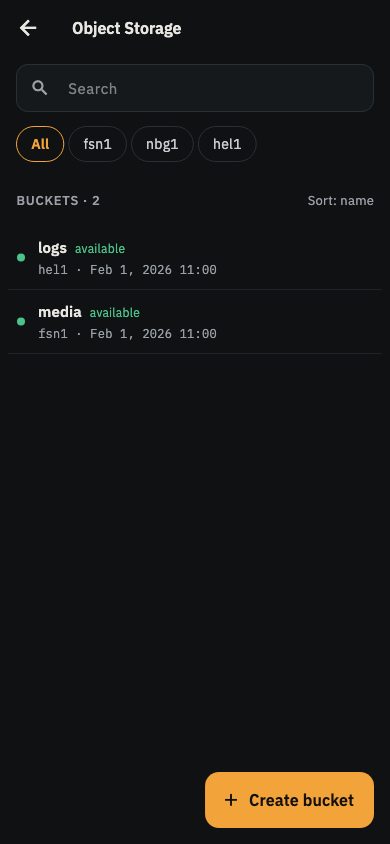 Object Storage
Search
All fsn1 nbg1 hel1
BUCKETS · 2 Sort: name
logs available
hel1 · Feb 1, 2026 11:00
media available
fsn1 · Feb 1, 2026 11:00
+ Create bucket